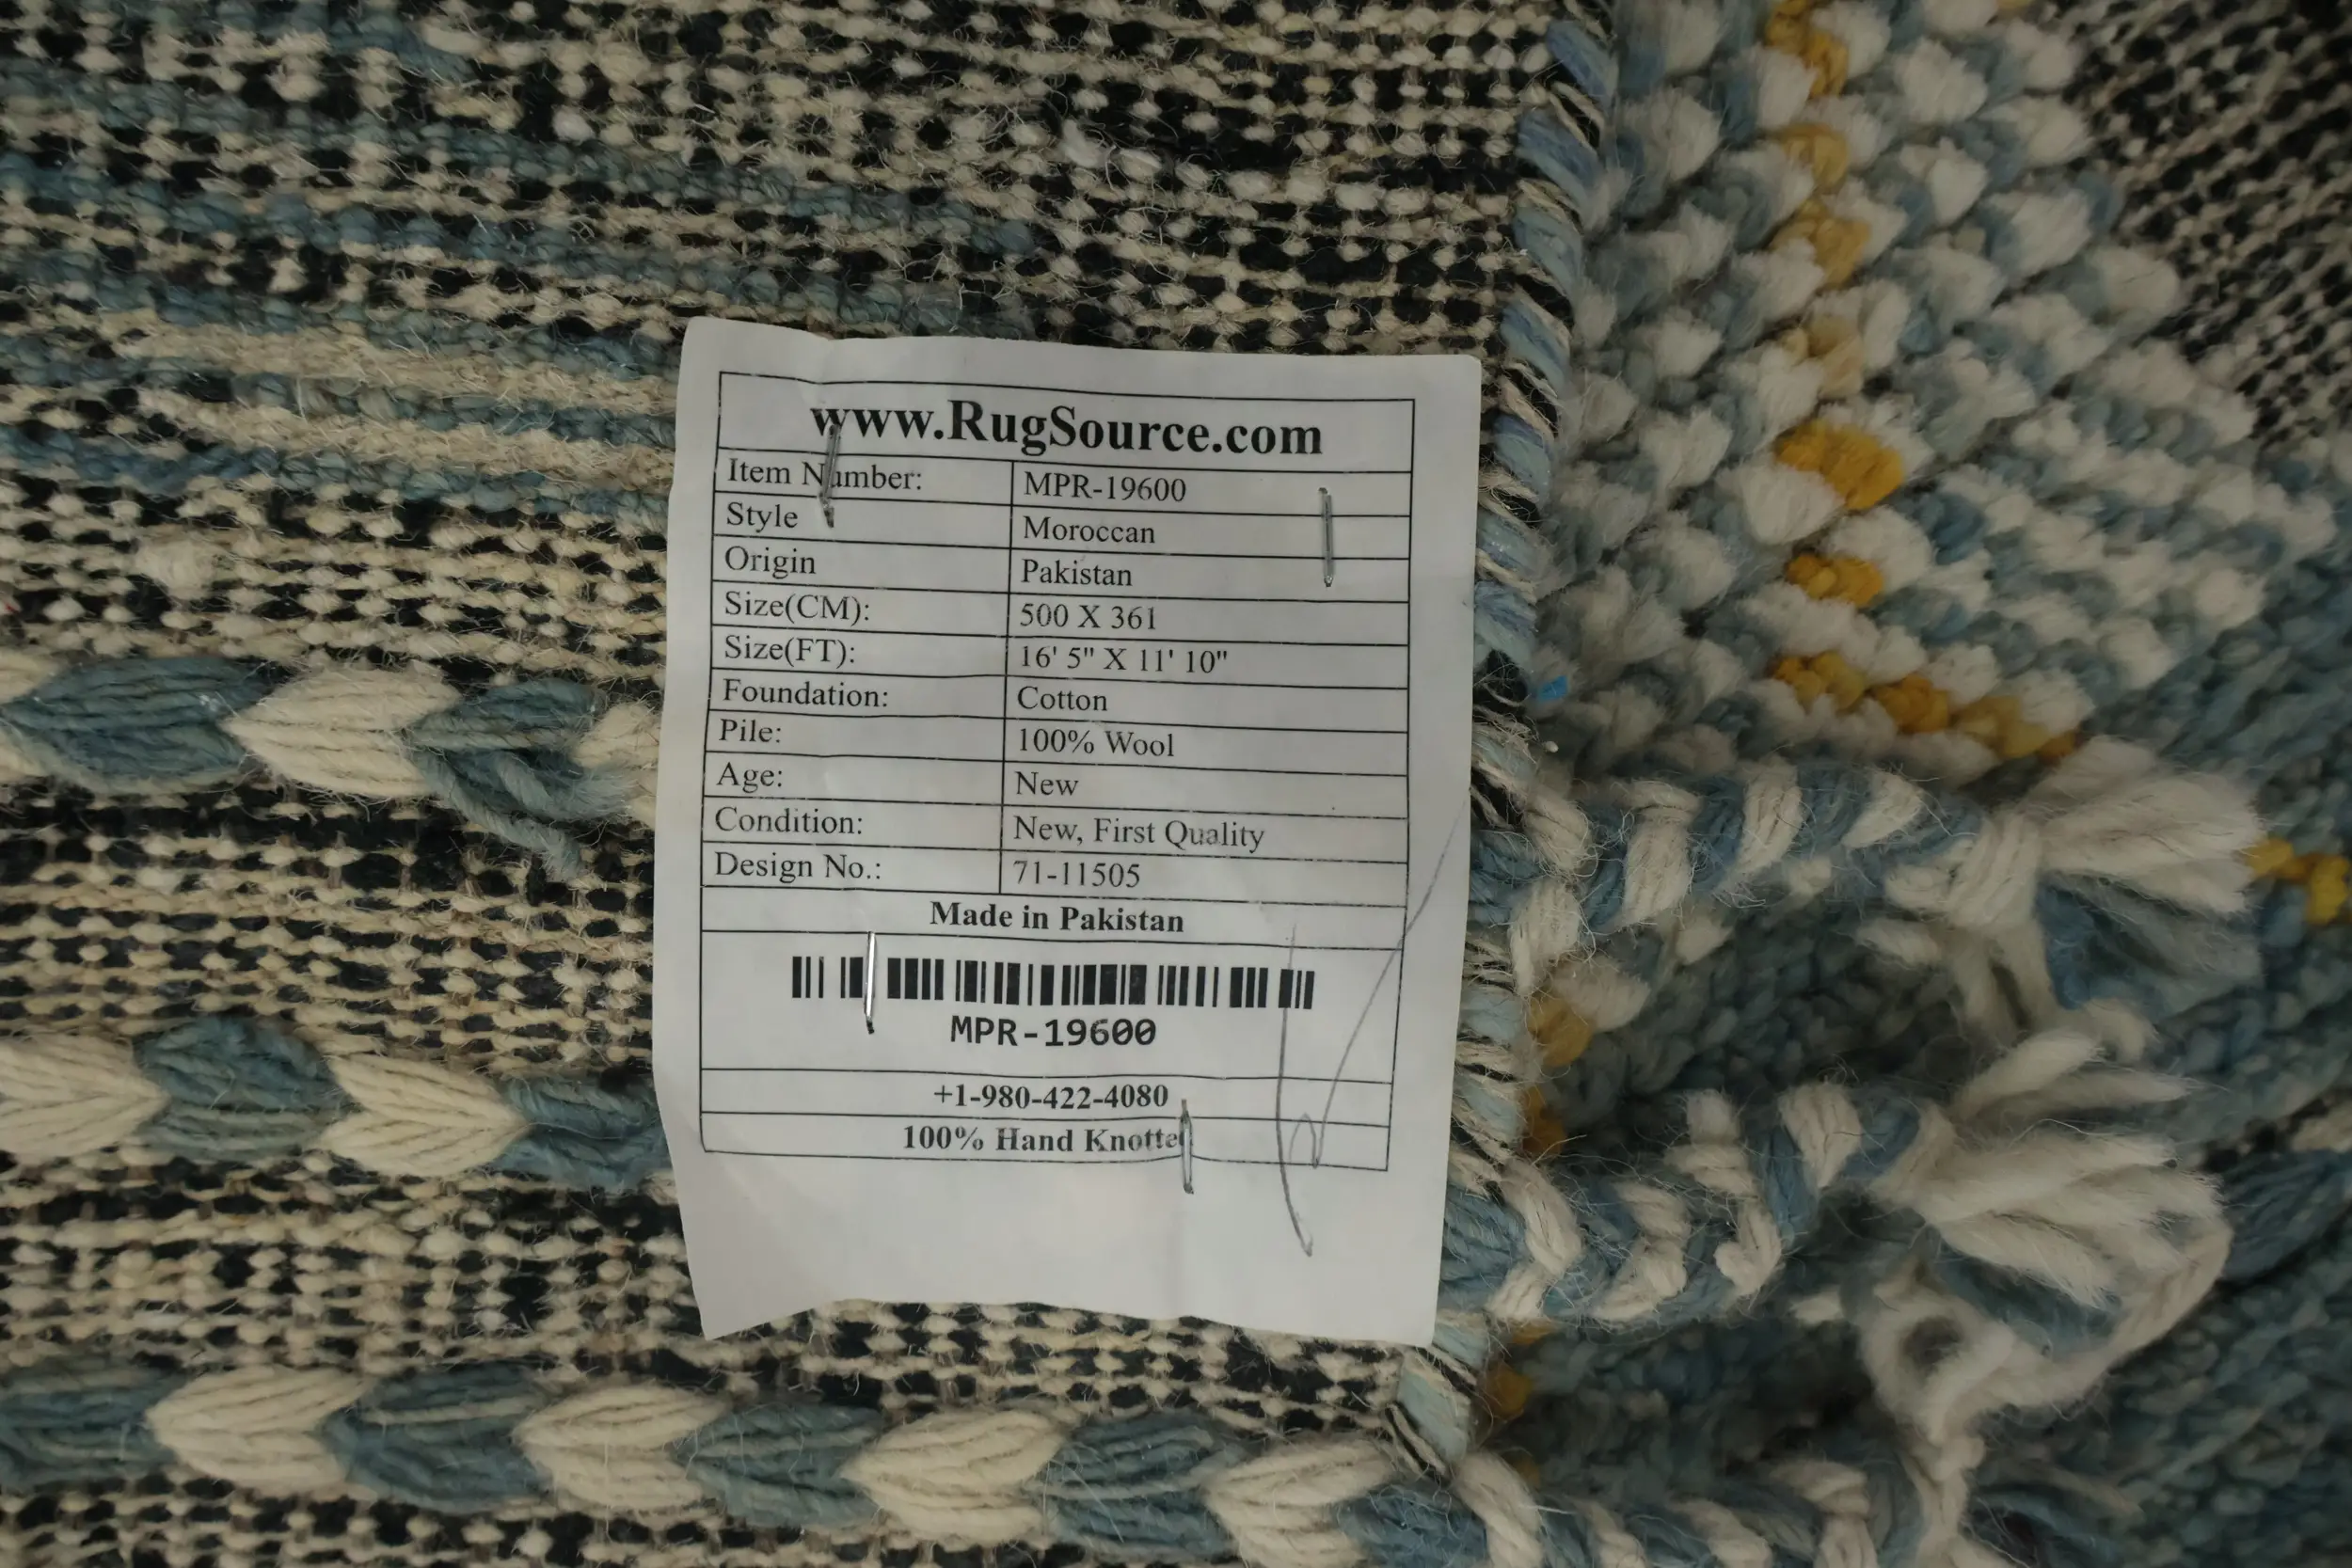 www.RugSource.com
Item Number: MPR-19600
Style Moroccan
Origin Pakistan
Size(CM): 500 X 361
Size(FT): 16' 5" X 11' 10"
Foundation: Cotton
Pile: 100% Wool
Age: New
Condition: New, First Quality
Design No.: 71-11505
Made in Pakistan
MPR-19600
+1-980-422-4080
100% Hand Knotted